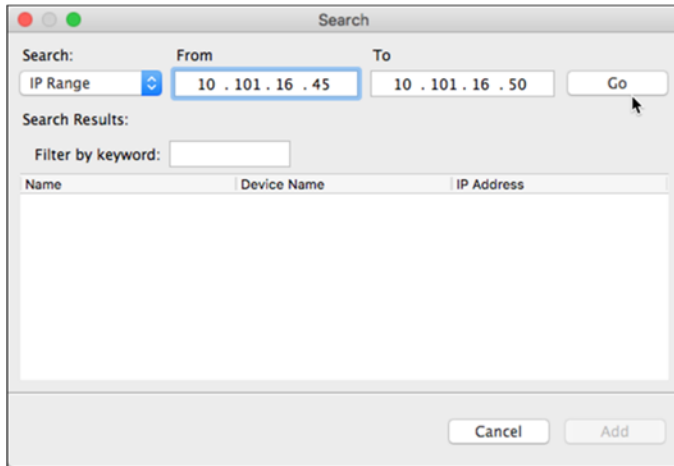 Search
Search: From To
IP Range 10 . 101 . 16 . 45 10 . 101 . 16 . 50 Go
Search Results:
Filter by keyword:
Name Device Name IP Address
Cancel Add